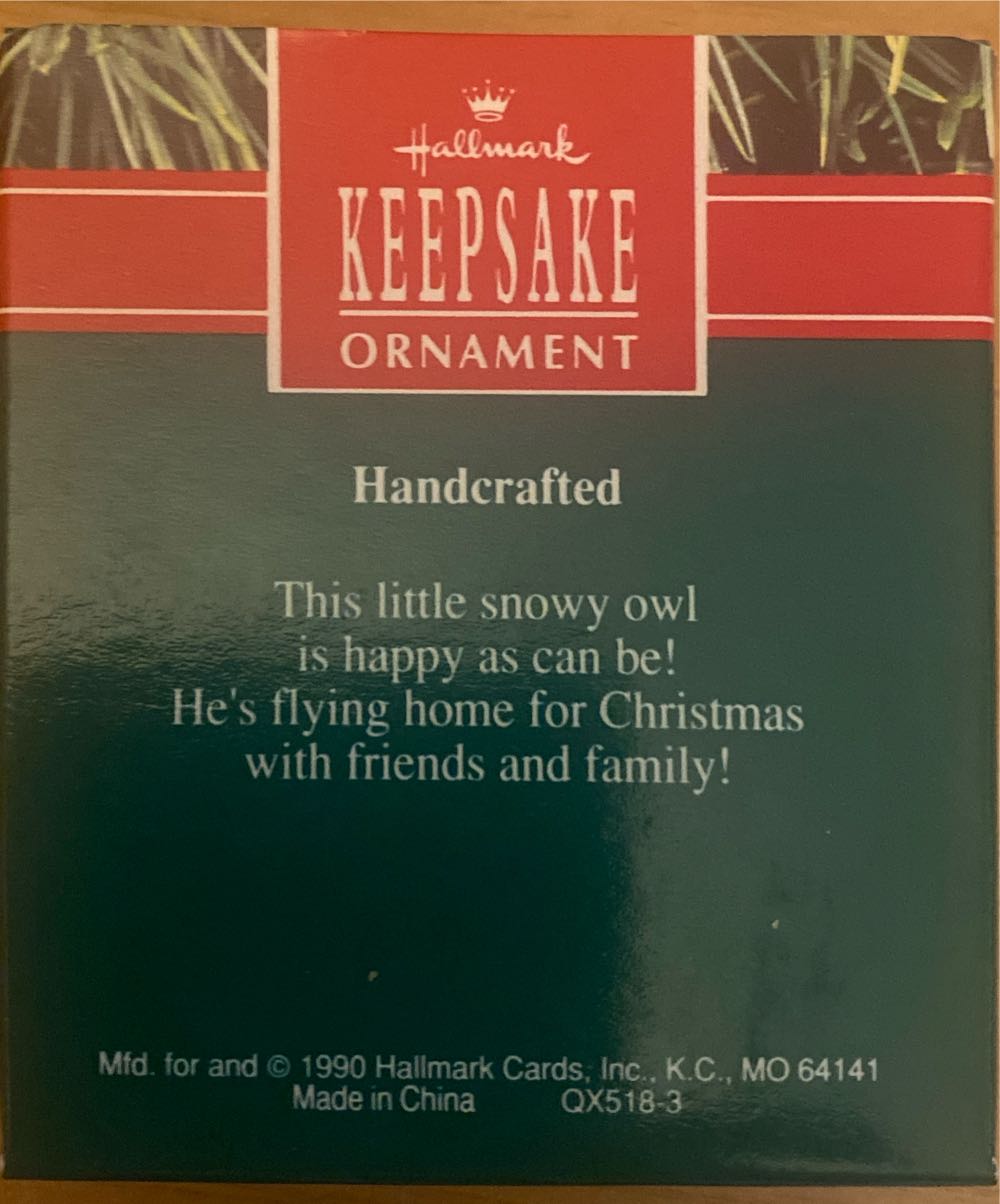 Hallmark
KEEPSAKE
ORNAMENT
Handcrafted
This little snowy owl
is happy as can be!
He's flying home for Christmas
with friends and family!
Mfd. for and © 1990 Hallmark Cards, Inc., K.C., MO 64141
Made in China QX518-3